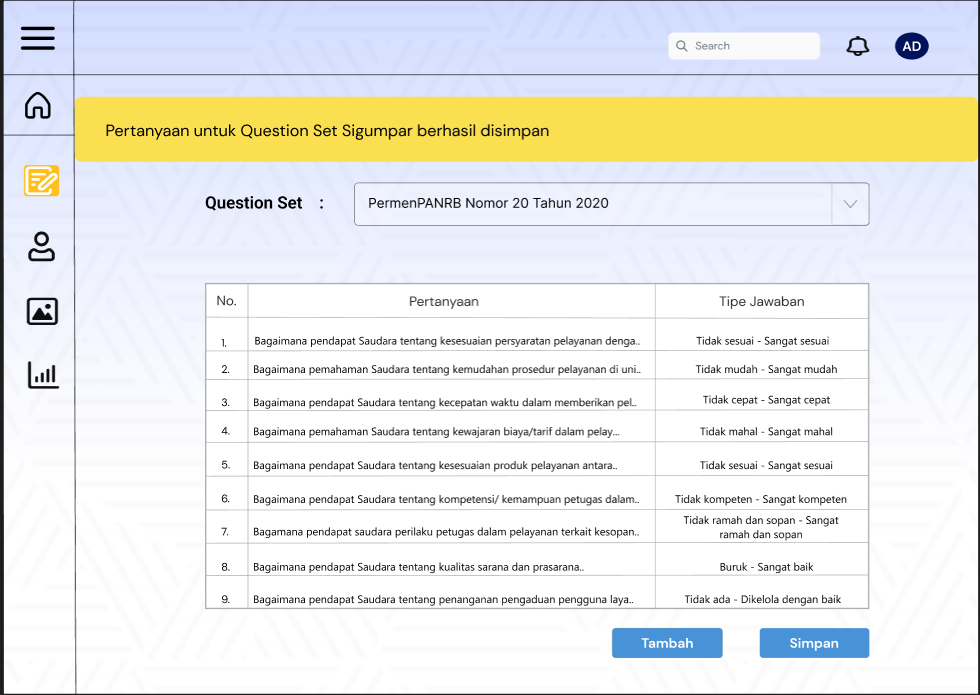 Search
AD
Pertanyaan untuk Question Set Sigumpar berhasil disimpan
Question Set :
PermenPANRB Nomor 20 Tahun 2020
No. Pertanyaan Tipe Jawaban
1. Bagaimana pendapat Saudara tentang kesesuaian persyaratan pelayanan denga.. Tidak sesuai - Sangat sesuai
2. Bagaimana pemahaman Saudara tentang kemudahan prosedur pelayanan di uni.. Tidak mudah - Sangat mudah
3. Bagaimana pendapat Saudara tentang kecepatan waktu dalam memberikan pel.. Tidak cepat - Sangat cepat
4. Bagaimana pemahaman Saudara tentang kewajaran biaya/tarif dalam pelay... Tidak mahal - Sangat mahal
5. Bagaimana pendapat Saudara tentang kesesuaian produk pelayanan antara.. Tidak sesuai - Sangat sesuai
6. Bagaimana pendapat Saudara tentang kompetensi/ kemampuan petugas dalam.. Tidak kompeten - Sangat kompeten
7. Bagamana pendapat saudara perilaku petugas dalam pelayanan terkait kesopan.. Tidak ramah dan sopan - Sangat
ramah dan sopan
8. Bagaimana pendapat Saudara tentang kualitas sarana dan prasarana.. Buruk - Sangat baik
9. Bagaimana pendapat Saudara tentang penanganan pengaduan pengguna laya.. Tidak ada - Dikelola dengan baik
Tambah
Simpan